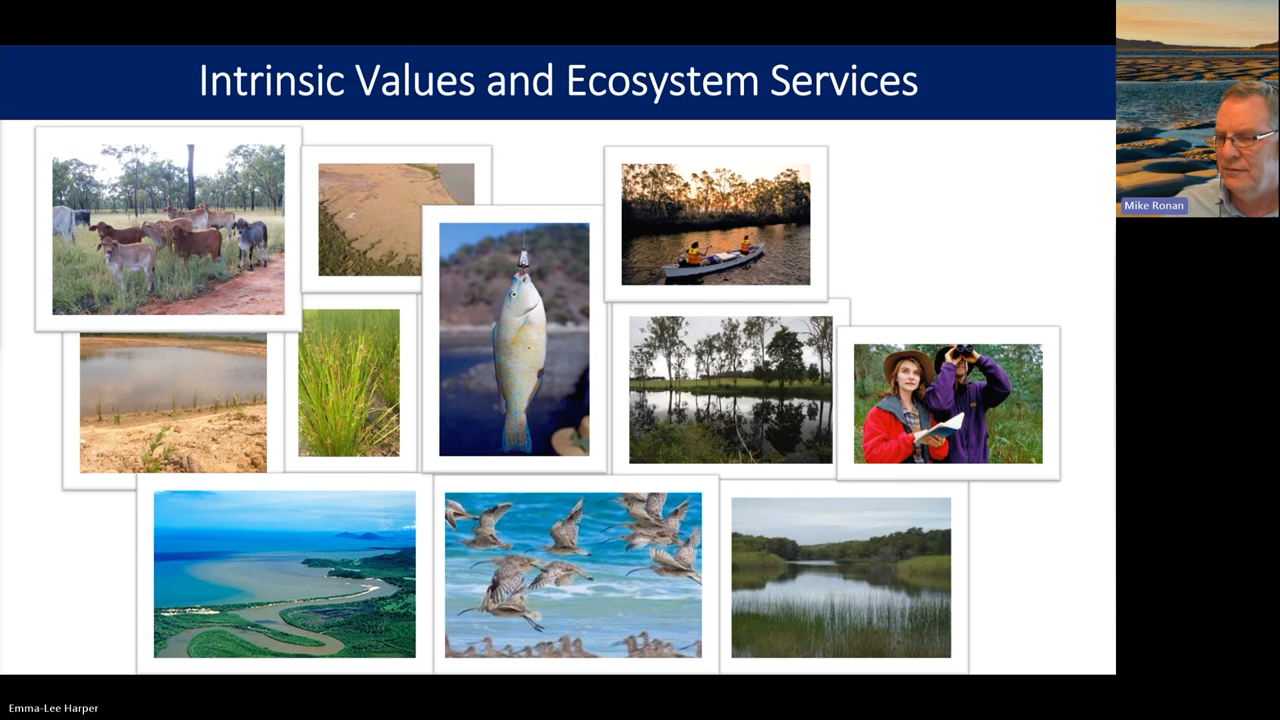 Intrinsic Values and Ecosystem Services
Mike Ronan
Emma-Lee Harper